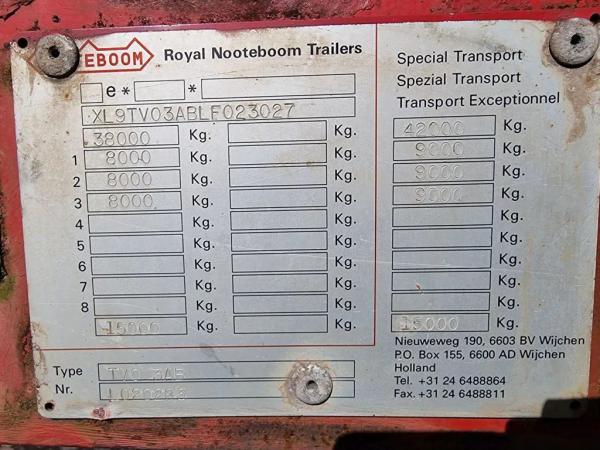 EBOOM Royal Nooteboom Trailers
Special Transport
Spezial Transport
Transport Exceptionnel
e* *
XL9TV03ABLF023027
38000 Kg. Kg. 42000 Kg.
1 8000 Kg. Kg. 9000 Kg.
2 8000 Kg. Kg. 9000 Kg.
3 8000 Kg. Kg. 9000 Kg.
4 Kg. Kg. Kg.
5 Kg. Kg. Kg.
6 Kg. Kg. Kg.
7 Kg. Kg. Kg.
8 Kg. Kg. Kg.
15000 Kg. Kg. 15000 Kg.
Nieuweweg 190, 6603 BV Wijchen
P.O. Box 155, 6600 AD Wijchen
Holland
Tel. +31 24 6488864
Fax. +31 24 6488811
Type
Nr.